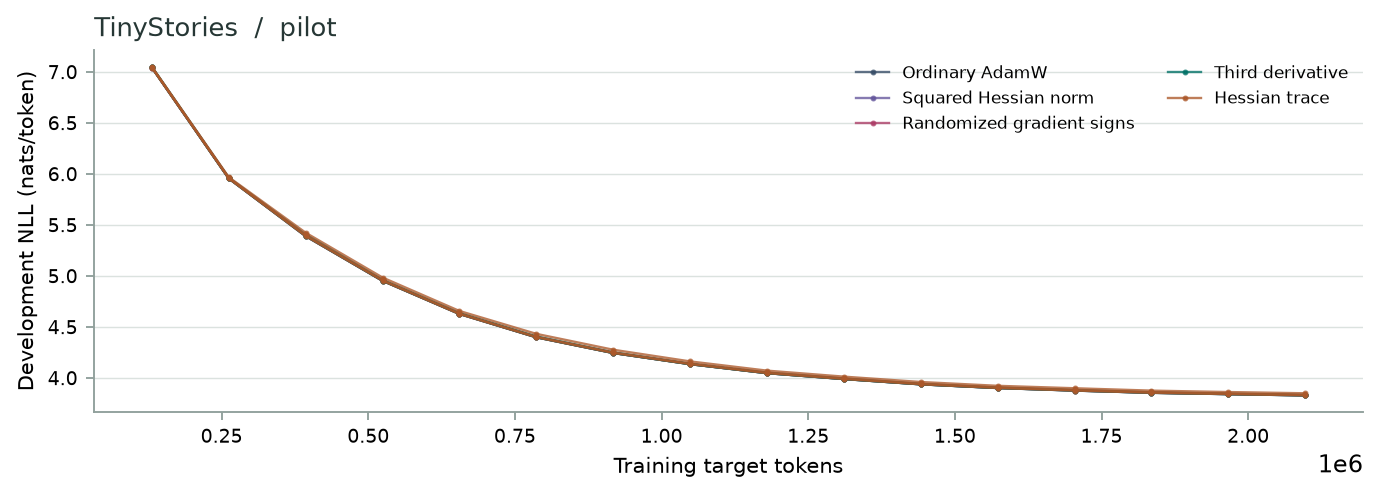 TinyStories / pilot
Development NLL (nats/token)
7.0
6.5
6.0
5.5
5.0
4.5
4.0
Ordinary AdamW
Squared Hessian norm
Randomized gradient signs
Third derivative
Hessian trace
0.25
0.50
0.75
1.00
1.25
1.50
1.75
2.00
Training target tokens
1e6